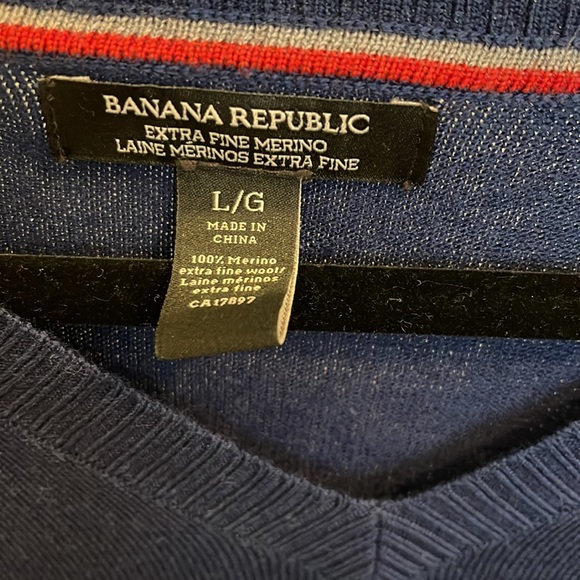 BANANA REPUBLIC
EXTRA FINE MERINO
LAINE MÉRINOS EXTRA FINE
L/G
MADE IN
CHINA
100% Merino
extra fine wool/
Laine mérinos
extra fine
CA17897